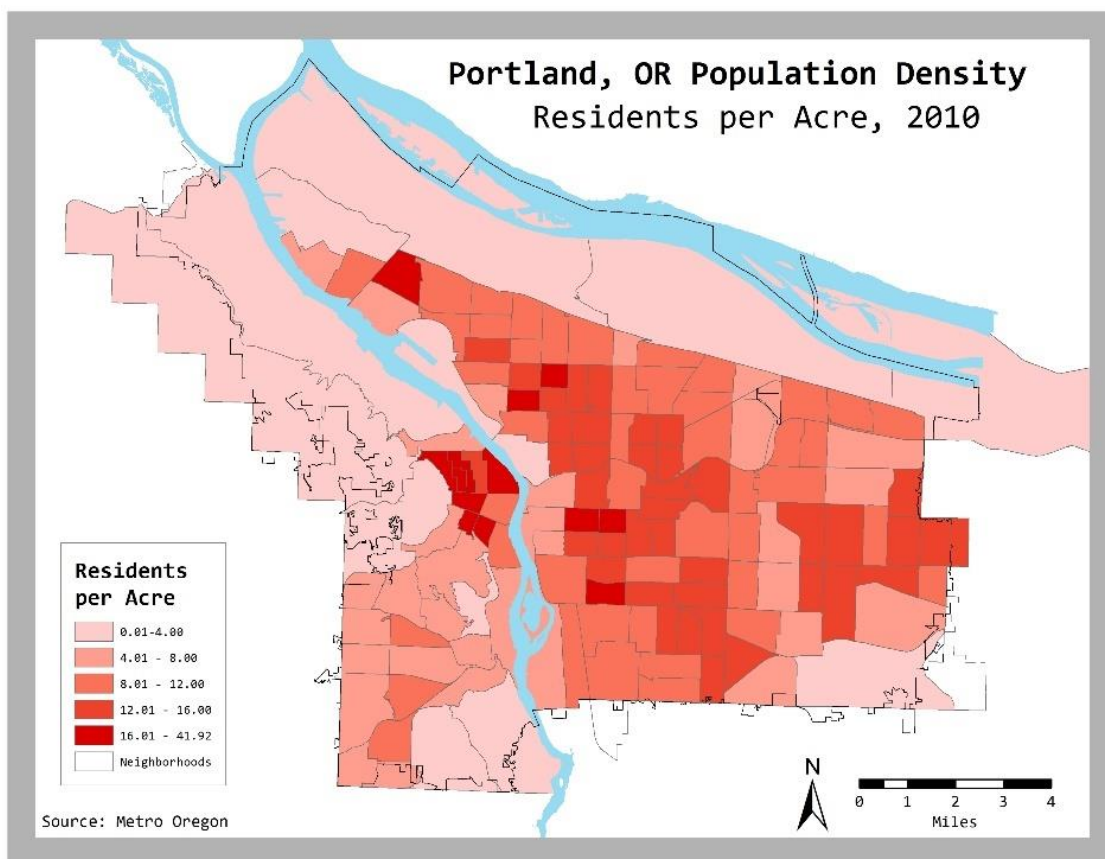 Portland, OR Population Density
Residents per Acre, 2010
Residents
per Acre
0.01-4.00
4.01 - 8.00
8.01 - 12.00
12.01 - 16.00
16.01 - 41.92
Neighborhoods
Source: Metro Oregon
N
0 1 2 3 4
Miles